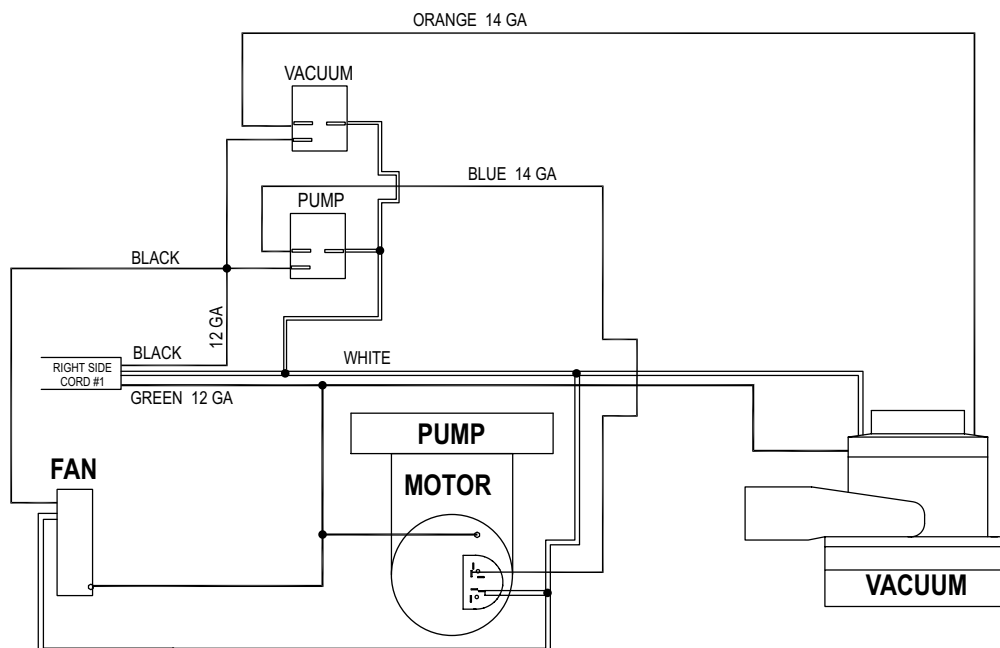 ORANGE 14 GA
VACUUM
BLUE 14 GA
PUMP
BLACK
12 GA
BLACK
WHITE
RIGHT SIDE
CORD #1
GREEN 12 GA
PUMP
FAN
MOTOR
VACUUM